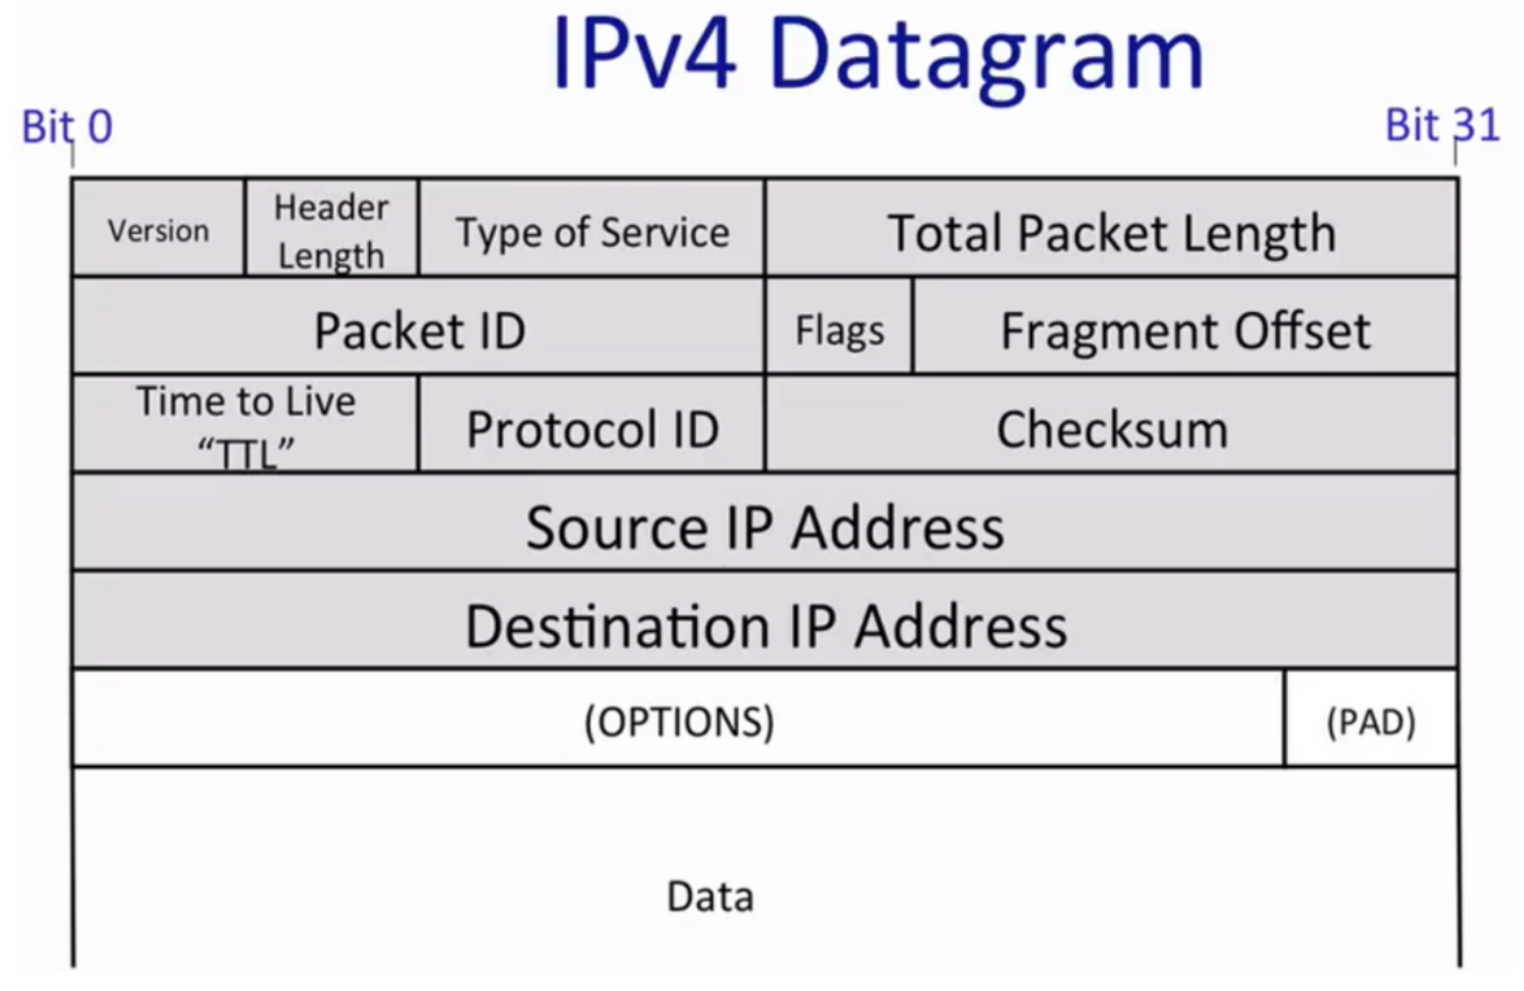 IPv4 Datagram
Bit 0
Bit 31
Version
Header
Length
Type of Service
Total Packet Length
Packet ID
Flags
Fragment Offset
Time to Live
“TTL”
Protocol ID
Checksum
Source IP Address
Destination IP Address
(OPTIONS)
(PAD)
Data